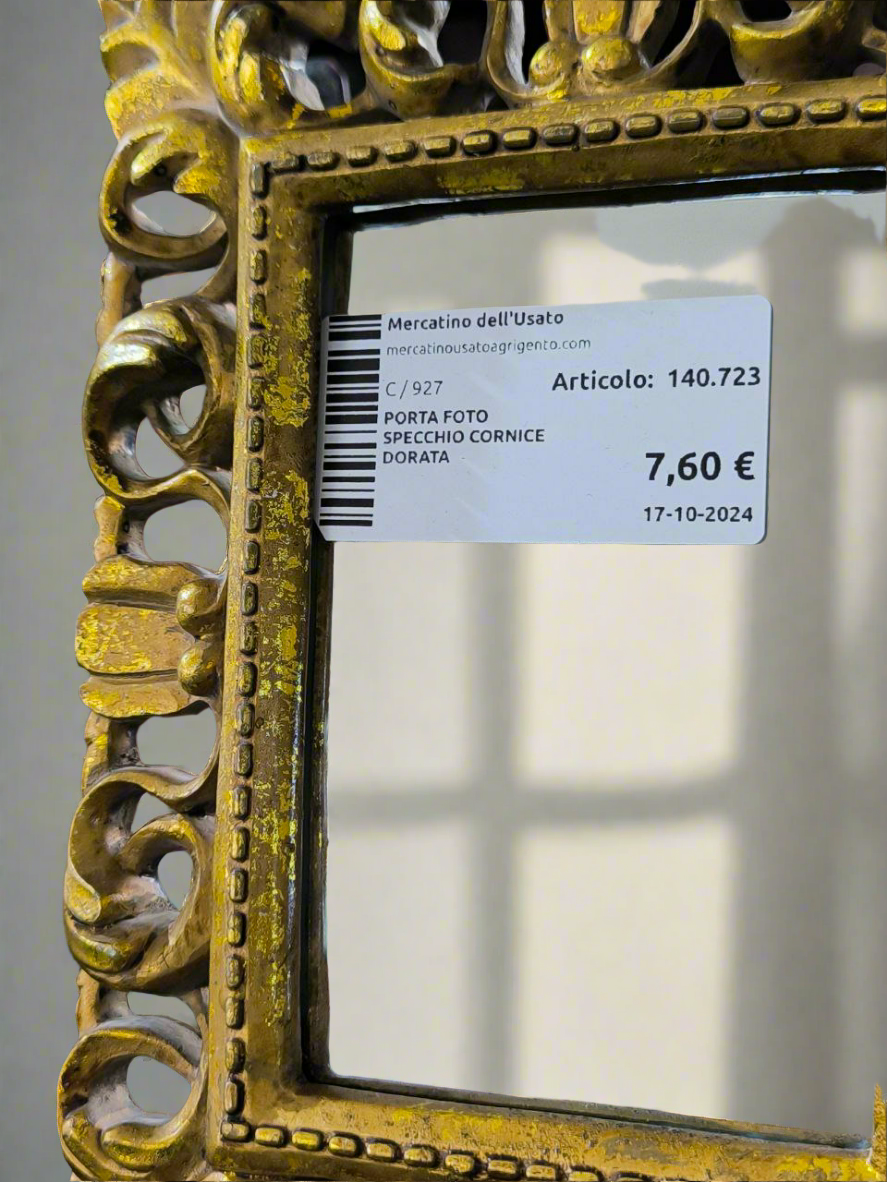 Mercatino dell'Usato
mercatinousatoagrigento.com
C / 927
Articolo: 140.723
PORTA FOTO
SPECCHIO CORNICE
DORATA
7,60 €
17-10-2024